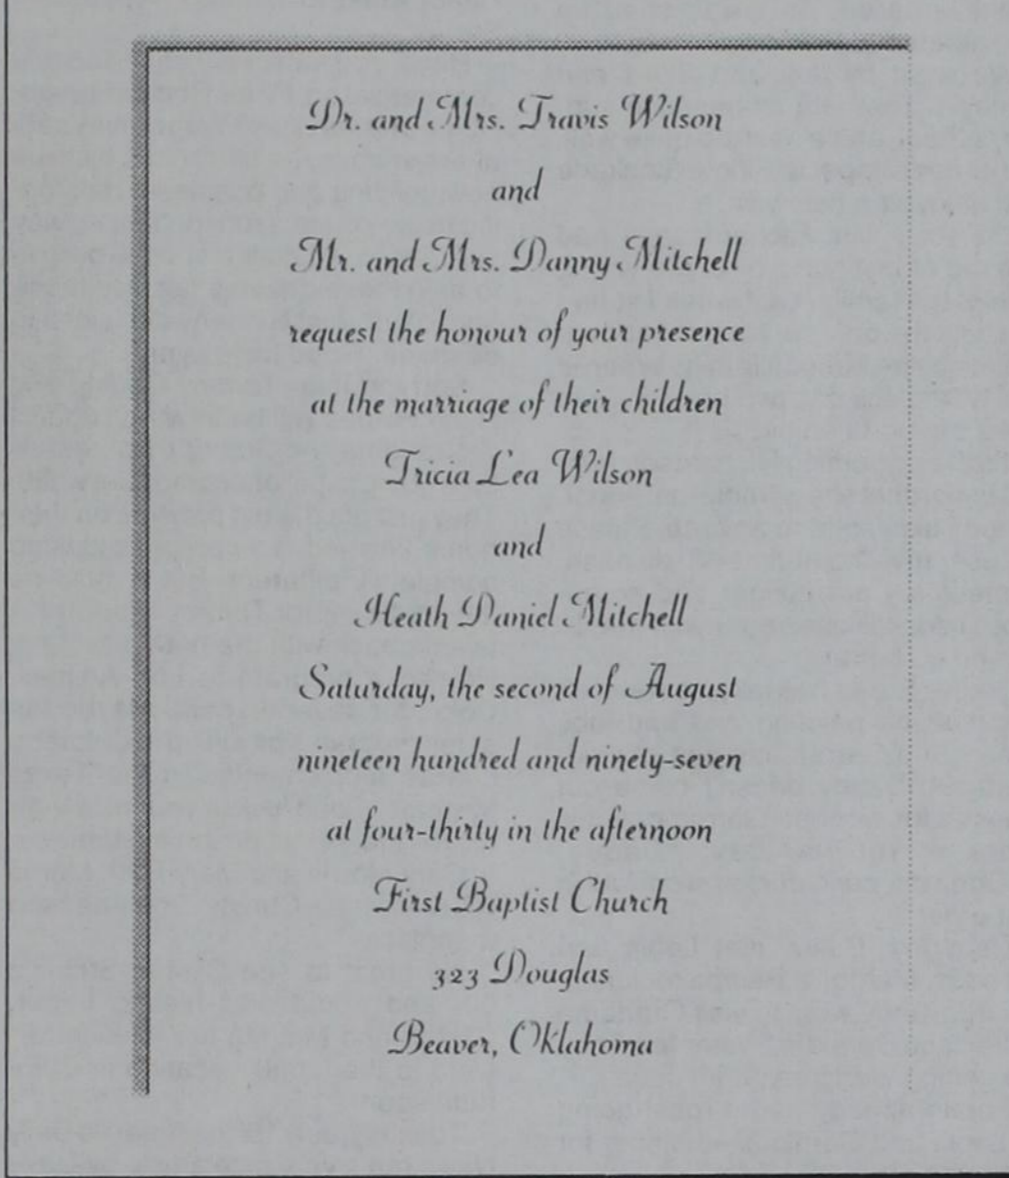 Dr. and Mrs. Travis Wilson
and
Mr. and Mrs. Danny Mitchell
request the honour of your presence
at the marriage of their children
Tricia Lea Wilson
and
Heath Daniel Mitchell
Saturday, the second of August
nineteen hundred and ninety-seven
at four-thirty in the afternoon
First Baptist Church
323 Douglas
Beaver, Oklahoma